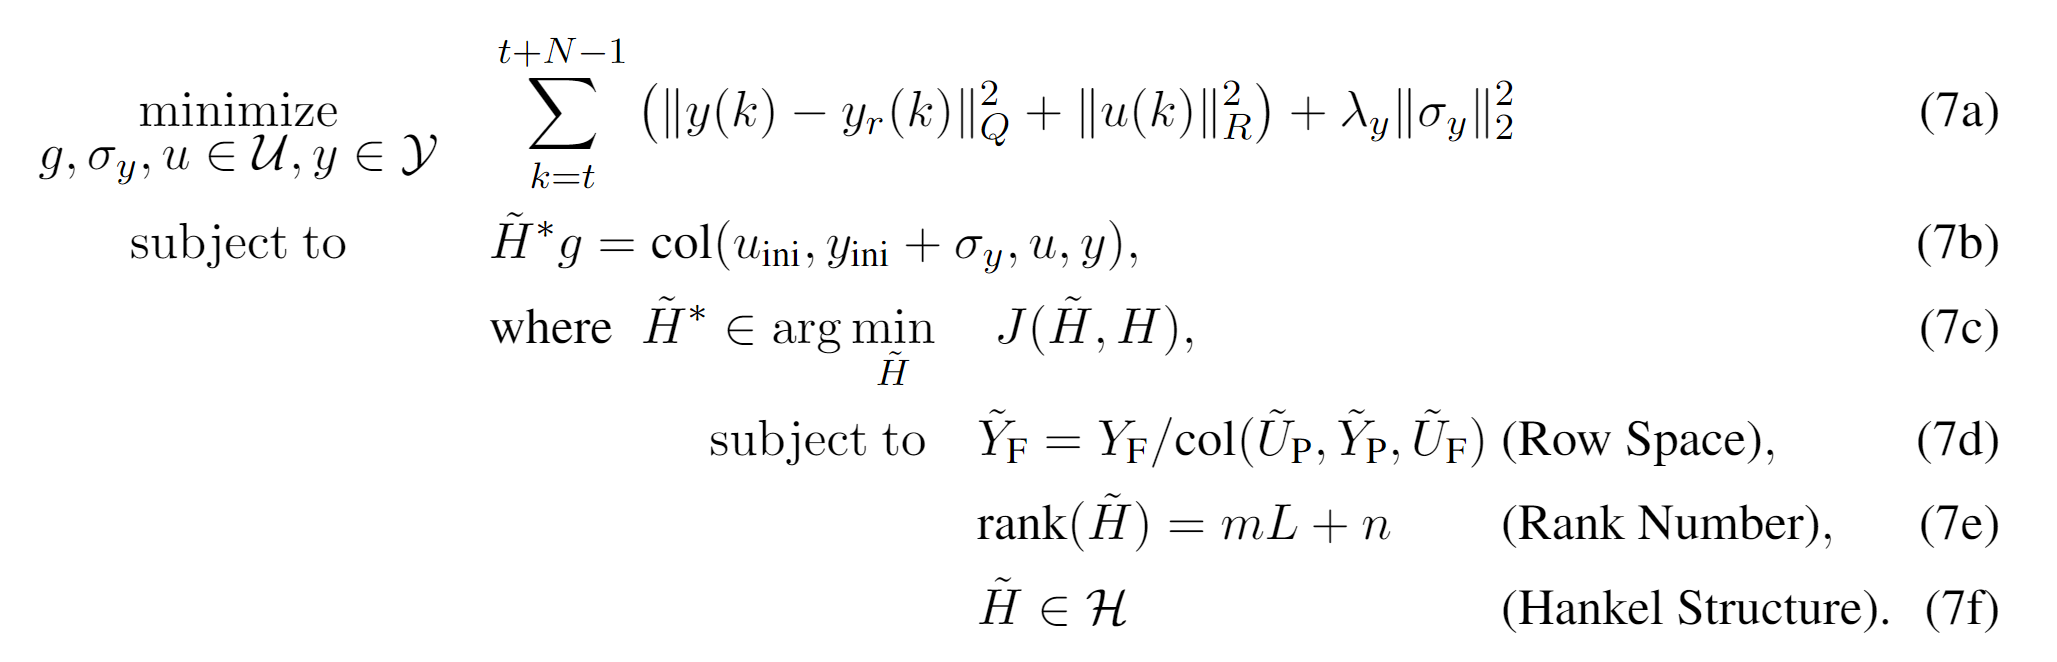 minimize_{g, σ_y, u ∈ 𝒰, y ∈ 𝒴} \sum_{k=t}^{t+N−1} (‖y(k) − y_r(k)‖_Q^2 + ‖u(k)‖_R^2) + λ_y‖σ_y‖_2^2 (7a)
subject to H̃^*g = col(u_ini, y_ini + σ_y, u, y), (7b)
where H̃^* ∈ arg min_{H̃} J(H̃, H), (7c)
subject to Ỹ_F = Y_F/col(Ũ_P, Ỹ_P, Ũ_F) (Row Space), (7d)
rank(H̃) = mL + n (Rank Number), (7e)
H̃ ∈ ℋ (Hankel Structure). (7f)